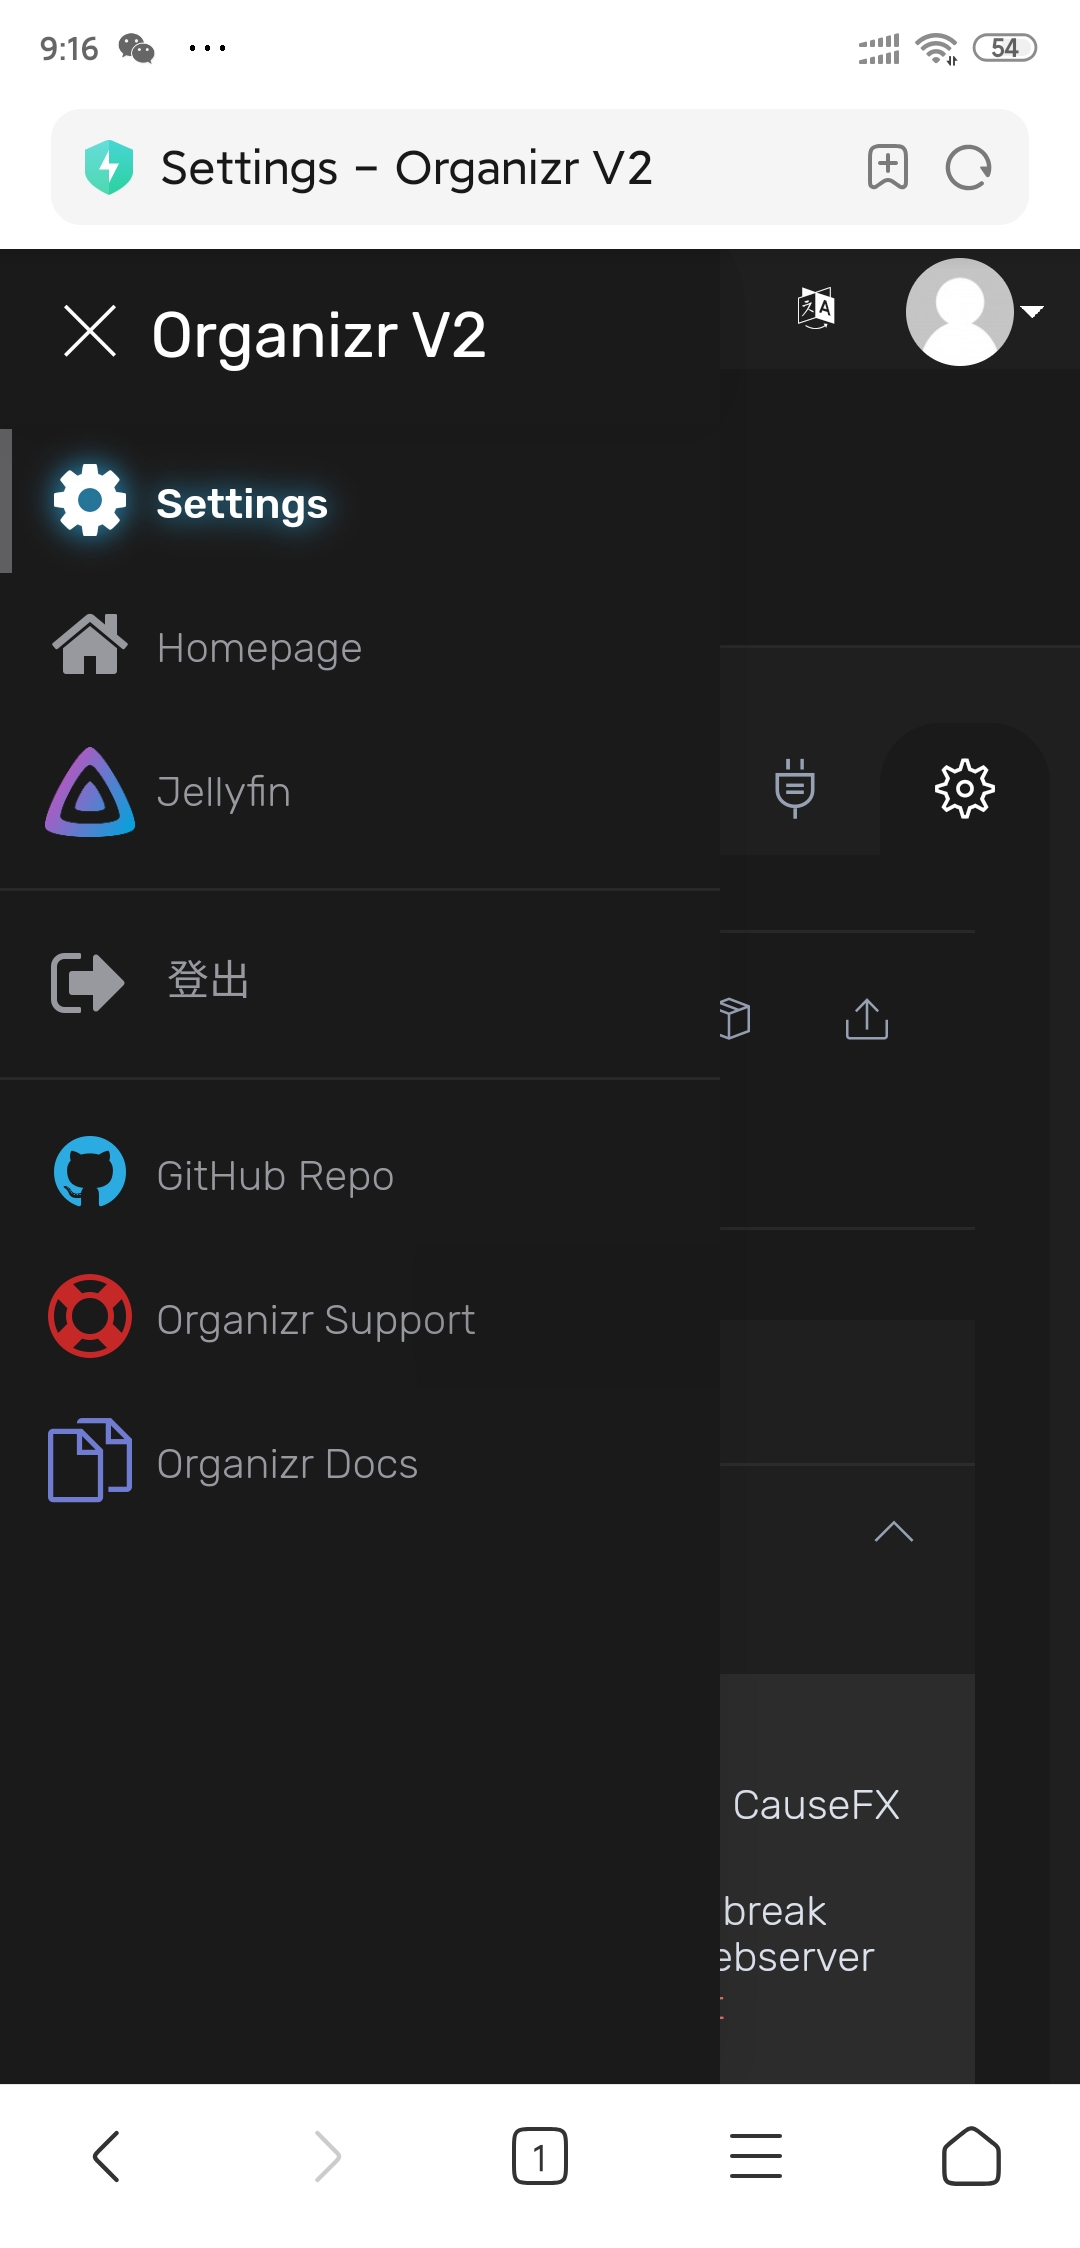 9:16
54
Settings – Organizr V2
Organizr V2
Settings
Homepage
Jellyfin
登出
GitHub Repo
Organizr Support
Organizr Docs
CauseFX
break
ebserver
1